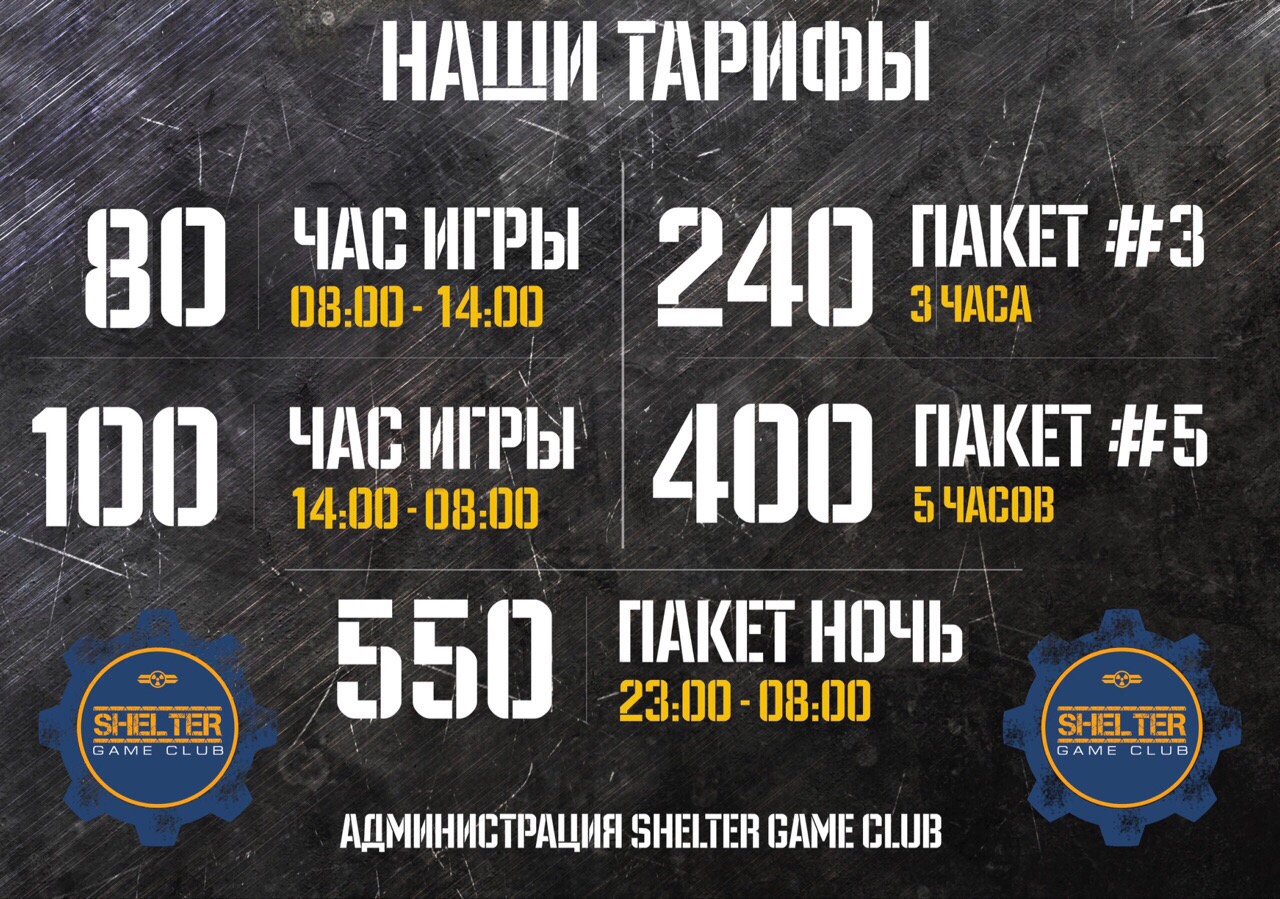 НАШИ ТАРИФЫ
80
ЧАС ИГРЫ
08:00 - 14:00
240
ПАКЕТ #3
3 ЧАСА
100
ЧАС ИГРЫ
14:00 - 08:00
400
ПАКЕТ #5
5 ЧАСОВ
550
ПАКЕТ НОЧЬ
23:00 - 08:00
SHELTER
GAME CLUB
SHELTER
GAME CLUB
АДМИНИСТРАЦИЯ SHELTER GAME CLUB